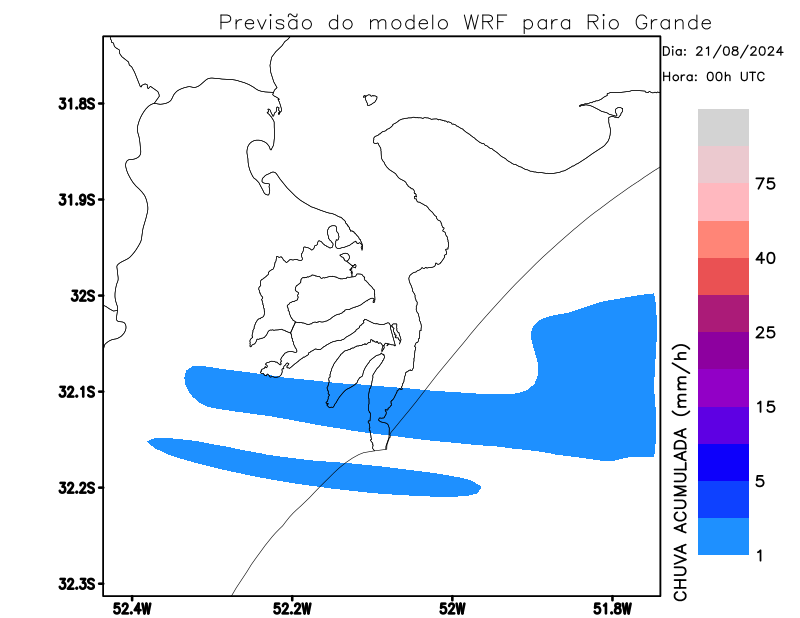 Previsão do modelo WRF para Rio Grande
Dia: 21/08/2024
Hora: 00h UTC
31.8S
31.9S
32S
32.1S
32.2S
32.3S
52.4W
52.2W
52W
51.8W
75
40
25
15
5
1
CHUVA ACUMULADA (mm/h)